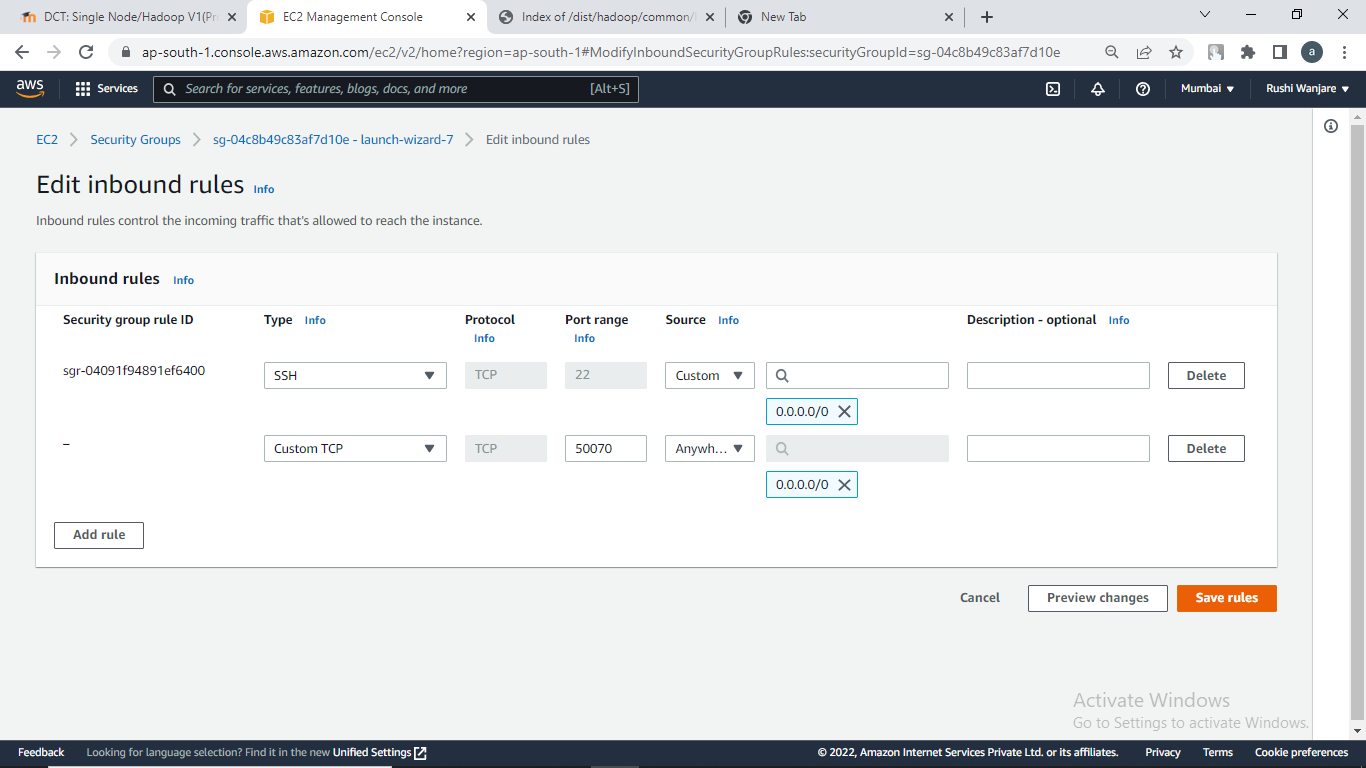 DCT: Single Node/Hadoop V1(Pr
EC2 Management Console
Index of /dist/hadoop/common/
New Tab
ap-south-1.console.aws.amazon.com/ec2/v2/home?region=ap-south-1#ModifyInboundSecurityGroupRules:securityGroupId=sg-04c8b49c83af7d10e
a
aws
Services
Search for services, features, blogs, docs, and more
[Alt+S]
Mumbai
Rushi Wanjare
EC2
Security Groups
sg-04c8b49c83af7d10e - launch-wizard-7
Edit inbound rules
Edit inbound rules Info
Inbound rules control the incoming traffic that's allowed to reach the instance.
Inbound rules Info
Security group rule ID
Type Info
Protocol
Info
Port range
Info
Source Info
Description - optional Info
sgr-04091f94891ef6400
SSH
TCP
22
Custom
Delete
0.0.0.0/0
–
Custom TCP
TCP
50070
Anywh...
Delete
0.0.0.0/0
Add rule
Cancel
Preview changes
Save rules
Activate Windows
Go to Settings to activate Windows.
Feedback
Looking for language selection? Find it in the new Unified Settings
© 2022, Amazon Internet Services Private Ltd. or its affiliates.
Privacy
Terms
Cookie preferences